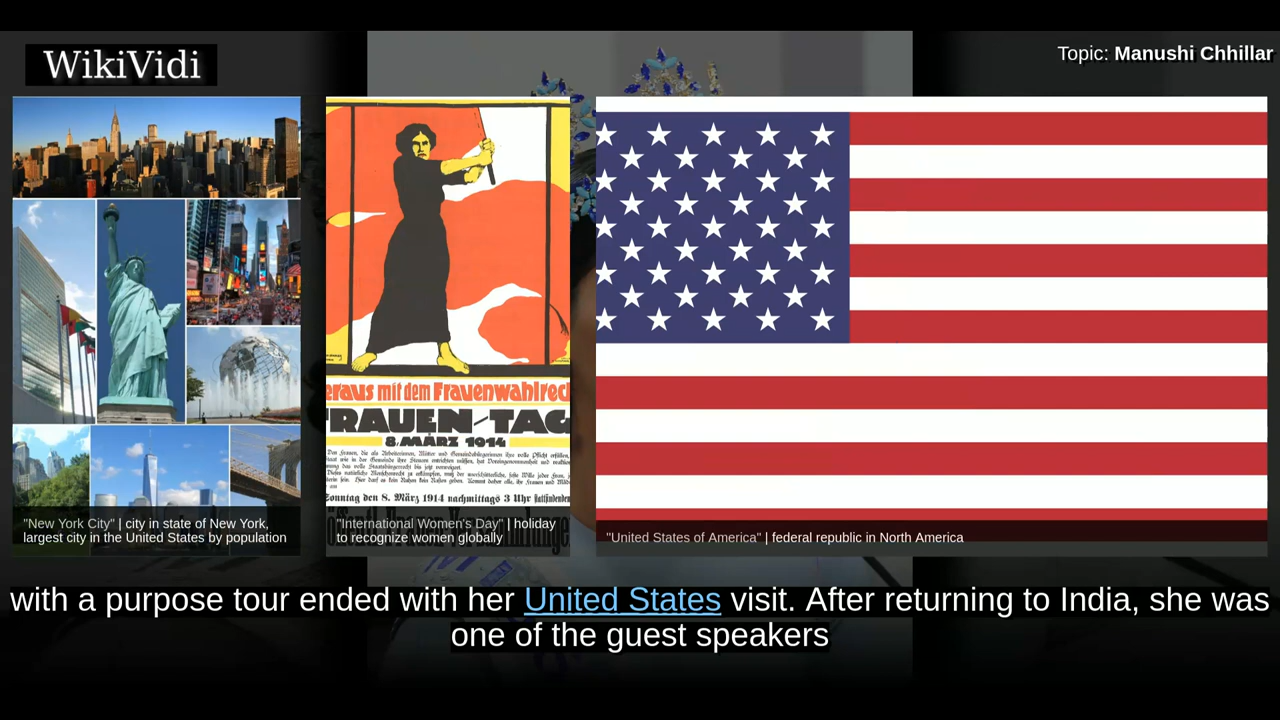 WikiVidi
Topic: Manushi Chhillar
eraus mit dem Frauenwahlrec
FRAUEN-TAG
8. MÄRZ 1914
Sonntag den 8. März 1914 nachmittags 3 Uhr
"New York City" | city in state of New York,
largest city in the United States by population
"International Women's Day" | holiday
to recognize women globally
"United States of America" | federal republic in North America
with a purpose tour ended with her United States visit. After returning to India, she was
one of the guest speakers